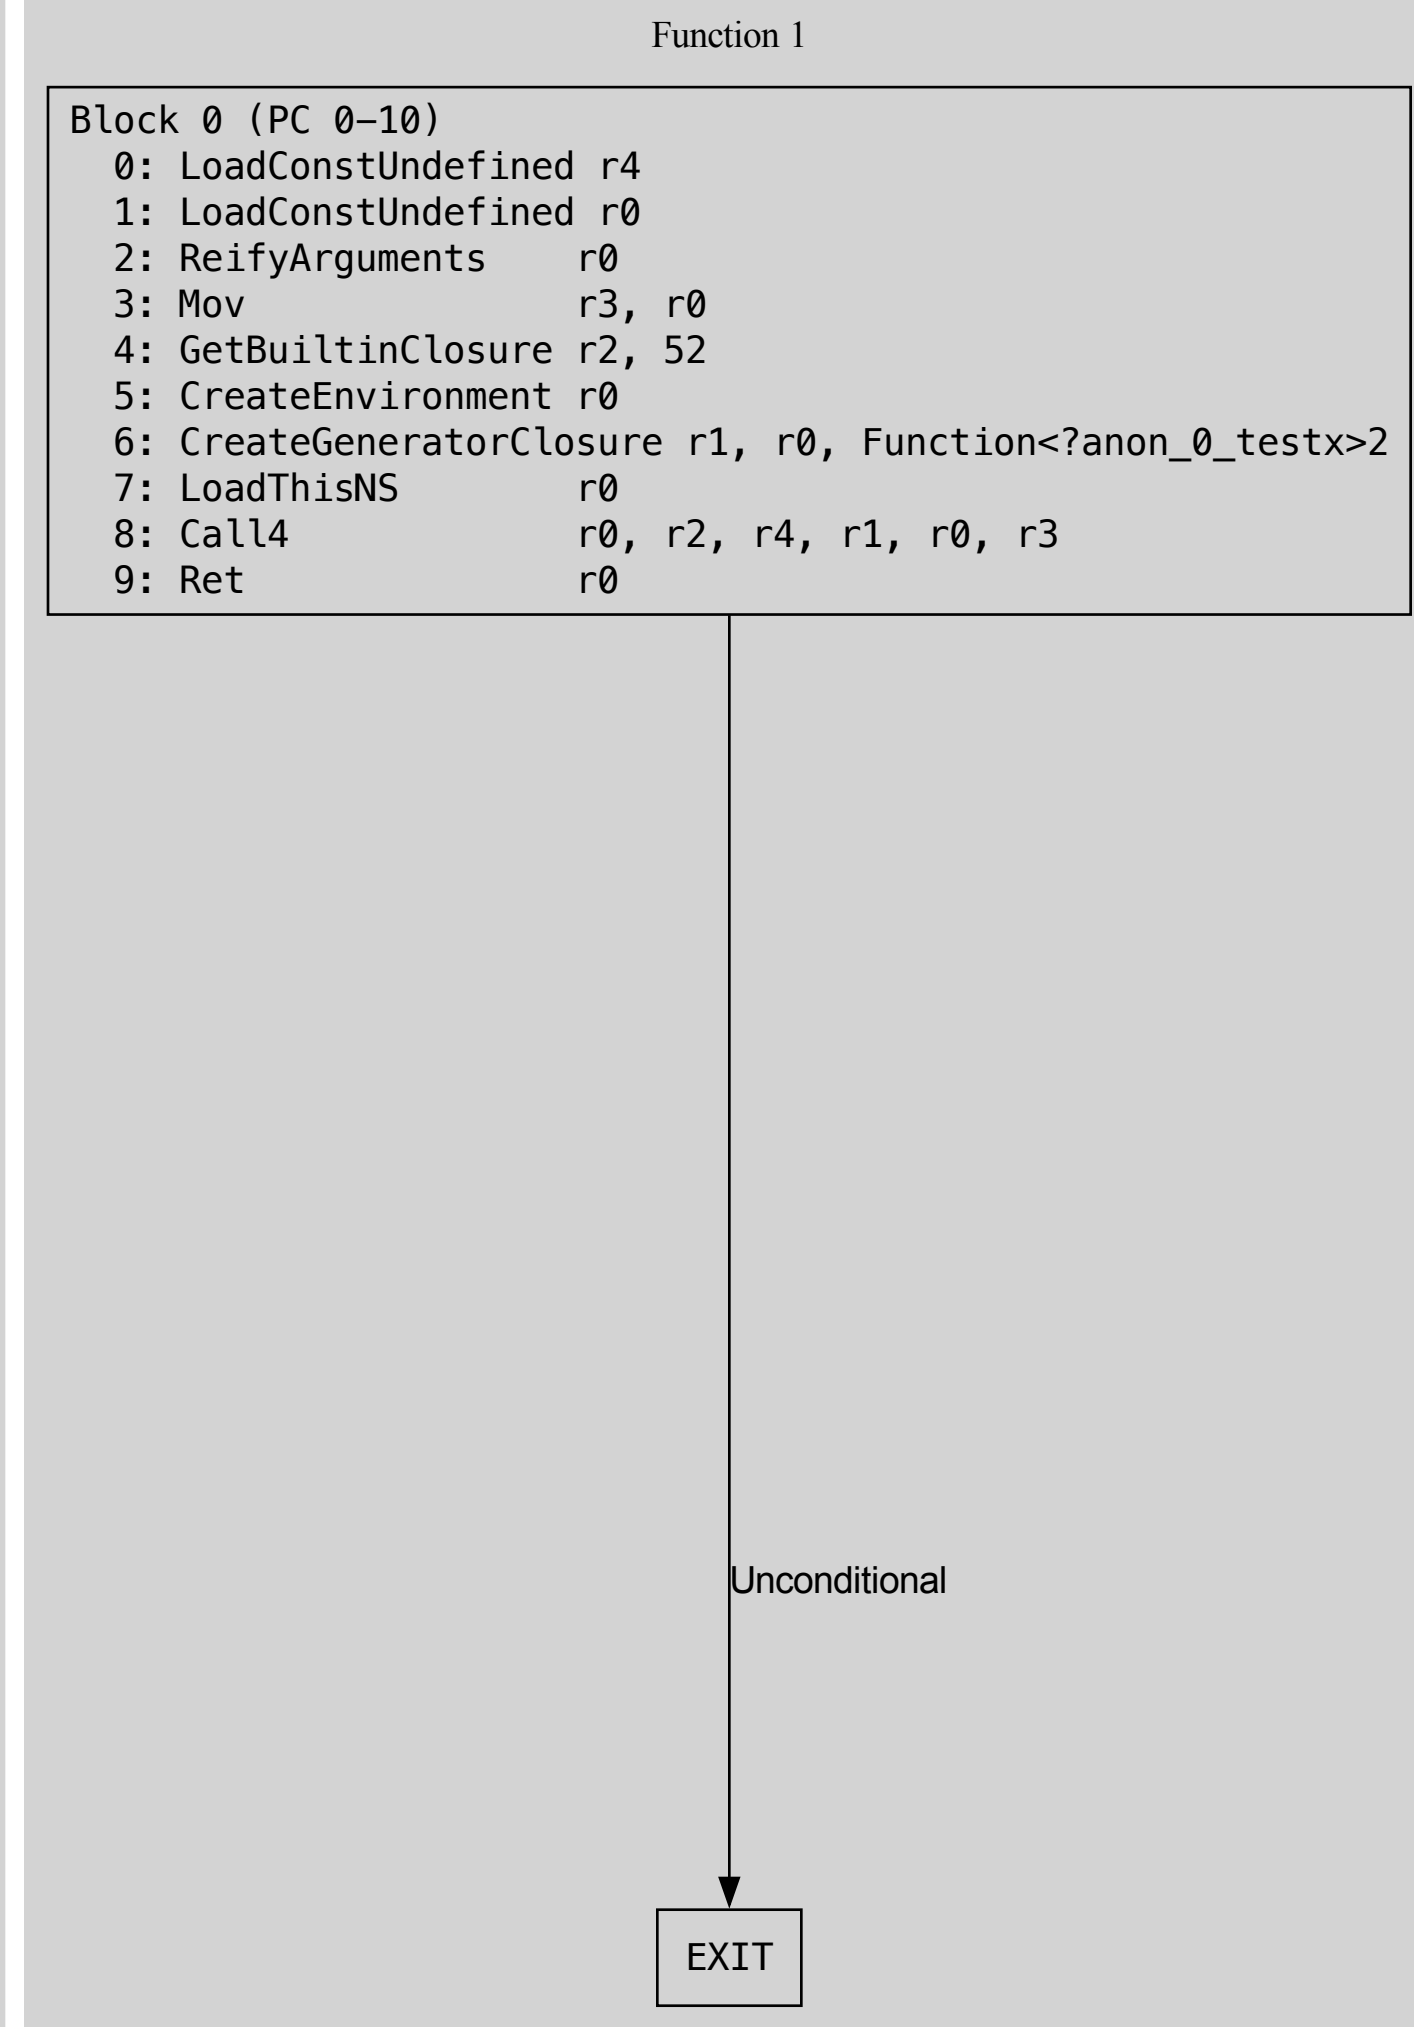 Function 1
Block 0 (PC 0–10)
0: LoadConstUndefined r4
1: LoadConstUndefined r0
2: ReifyArguments    r0
3: Mov               r3, r0
4: GetBuiltinClosure r2, 52
5: CreateEnvironment r0
6: CreateGeneratorClosure r1, r0, Function<?anon_0_testx>2
7: LoadThisNS        r0
8: Call4             r0, r2, r4, r1, r0, r3
9: Ret               r0
Unconditional
EXIT